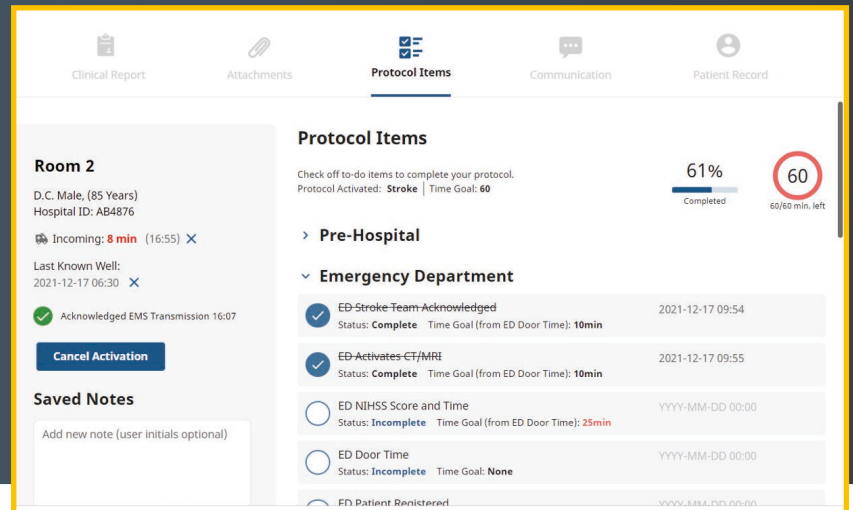 Clinical Report
Attachments
Protocol Items
Communication
Patient Record
Room 2
D.C. Male, (85 Years)
Hospital ID: AB4876
Incoming: 8 min (16:55)
Last Known Well:
2021-12-17 06:30
Acknowledged EMS Transmission 16:07
Cancel Activation
Saved Notes
Add new note (user initials optional)
Protocol Items
Check off to-do items to complete your protocol.
Protocol Activated: Stroke | Time Goal: 60
61%
Completed
60
60/60 min. left
Pre-Hospital
Emergency Department
ED Stroke Team Acknowledged 2021-12-17 09:54
Status: Complete Time Goal (from ED Door Time): 10min
ED Activates CT/MRI 2021-12-17 09:55
Status: Complete Time Goal (from ED Door Time): 10min
ED NIHSS Score and Time YYYY-MM-DD 00:00
Status: Incomplete Time Goal (from ED Door Time): 25min
ED Door Time YYYY-MM-DD 00:00
Status: Incomplete Time Goal: None
ED Patient Registered YYYY-MM-DD 00:00